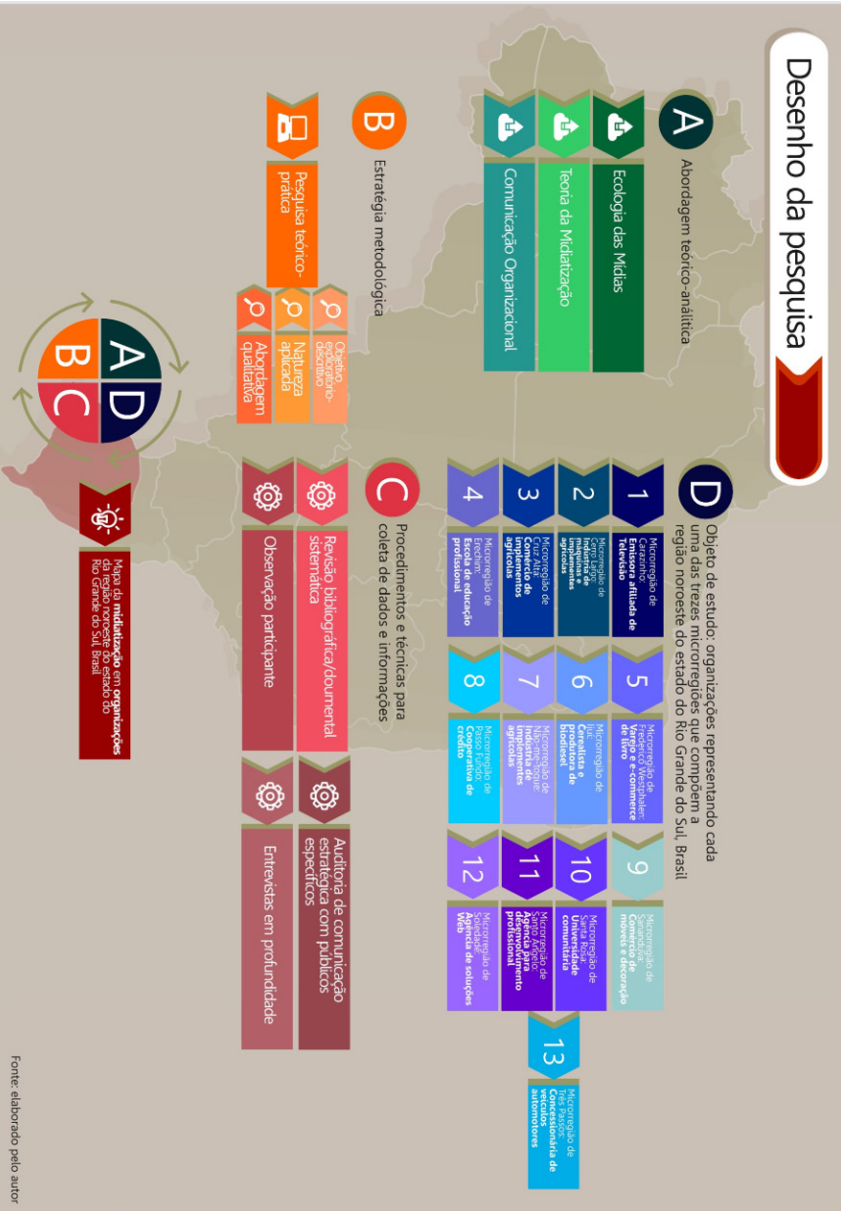 Desenho da pesquisa
A
Abordagem teórico-análitica
Ecologia das Mídias
Teoria da Midiatização
Comunicação Organizacional
B
Estratégia metodológica
Pesquisa teórico-
prática
Objetivo
exploratório-
descritivo
Natureza
aplicada
Abordagem
qualitativa
D
Objeto de estudo: organizações representando cada
uma das trezes microrregiões que compõem a
região noroeste do estado do Rio Grande do Sul, Brasil
1
Microrregião de
Carazinho:
Emissora afiliada de
Televisão
2
Microrregião de
Cerro Largo:
Indústria de
máquinas e
implementos
agrícolas
3
Microrregião de
Cruz Alta:
Comércio de
implementos
agrícolas
4
Microrregião de
Erechim:
Escola de educação
profissional
5
Microrregião de
Frederico Westphalen:
Varejo e e-commerce
de livro
6
Microrregião de
Ijuí:
Cerealista e
produtora de
biodiesel
7
Microrregião de
Não-me-Toque:
Indústria de
implementos
agrícolas
8
Microrregião de
Passo Fundo:
Cooperativa de
crédito
9
Microrregião de
Sananduva:
Comércio de
móveis e decoração
10
Microrregião de
Santa Rosa:
Universidade
comunitária
11
Microrregião de
Santo Ângelo:
Agência para
desenvolvimento
profissional
12
Microrregião de
Soledade:
Agência de soluções
Web
13
Microrregião de
Três Passos:
Concessionária de
veículos
automotores
C
Procedimentos e técnicas para
coleta de dados e informações
Revisão bibliográfica/doumental
sistemática
Observação participante
Auditoria de comunicação
estratégica com públicos
específicos
Entrevistas em profundidade
A D
B C
Mapa da midiatização em organizações
da região noroeste do estado do
Rio Grande do Sul, Brasil
Fonte: elaborado pelo autor